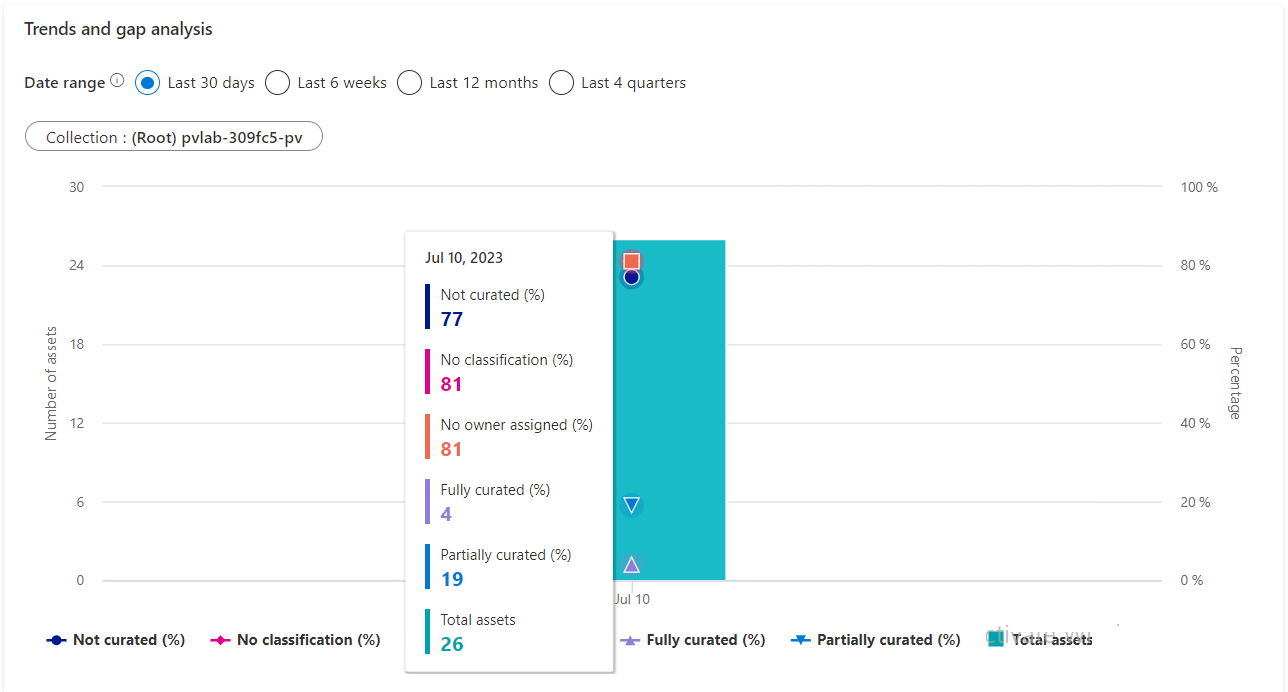 Trends and gap analysis
Date range Last 30 days Last 6 weeks Last 12 months Last 4 quarters
Collection : (Root) pvlab-309fc5-pv
30
24
18
12
6
0
Number of assets
Jul 10, 2023
Not curated (%)
77
No classification (%)
81
No owner assigned (%)
81
Fully curated (%)
4
Partially curated (%)
19
Total assets
26
100 %
80 %
60 %
40 %
20 %
0 %
Percentage
Jul 10
Not curated (%) No classification (%) Fully curated (%) Partially curated (%) Total assets